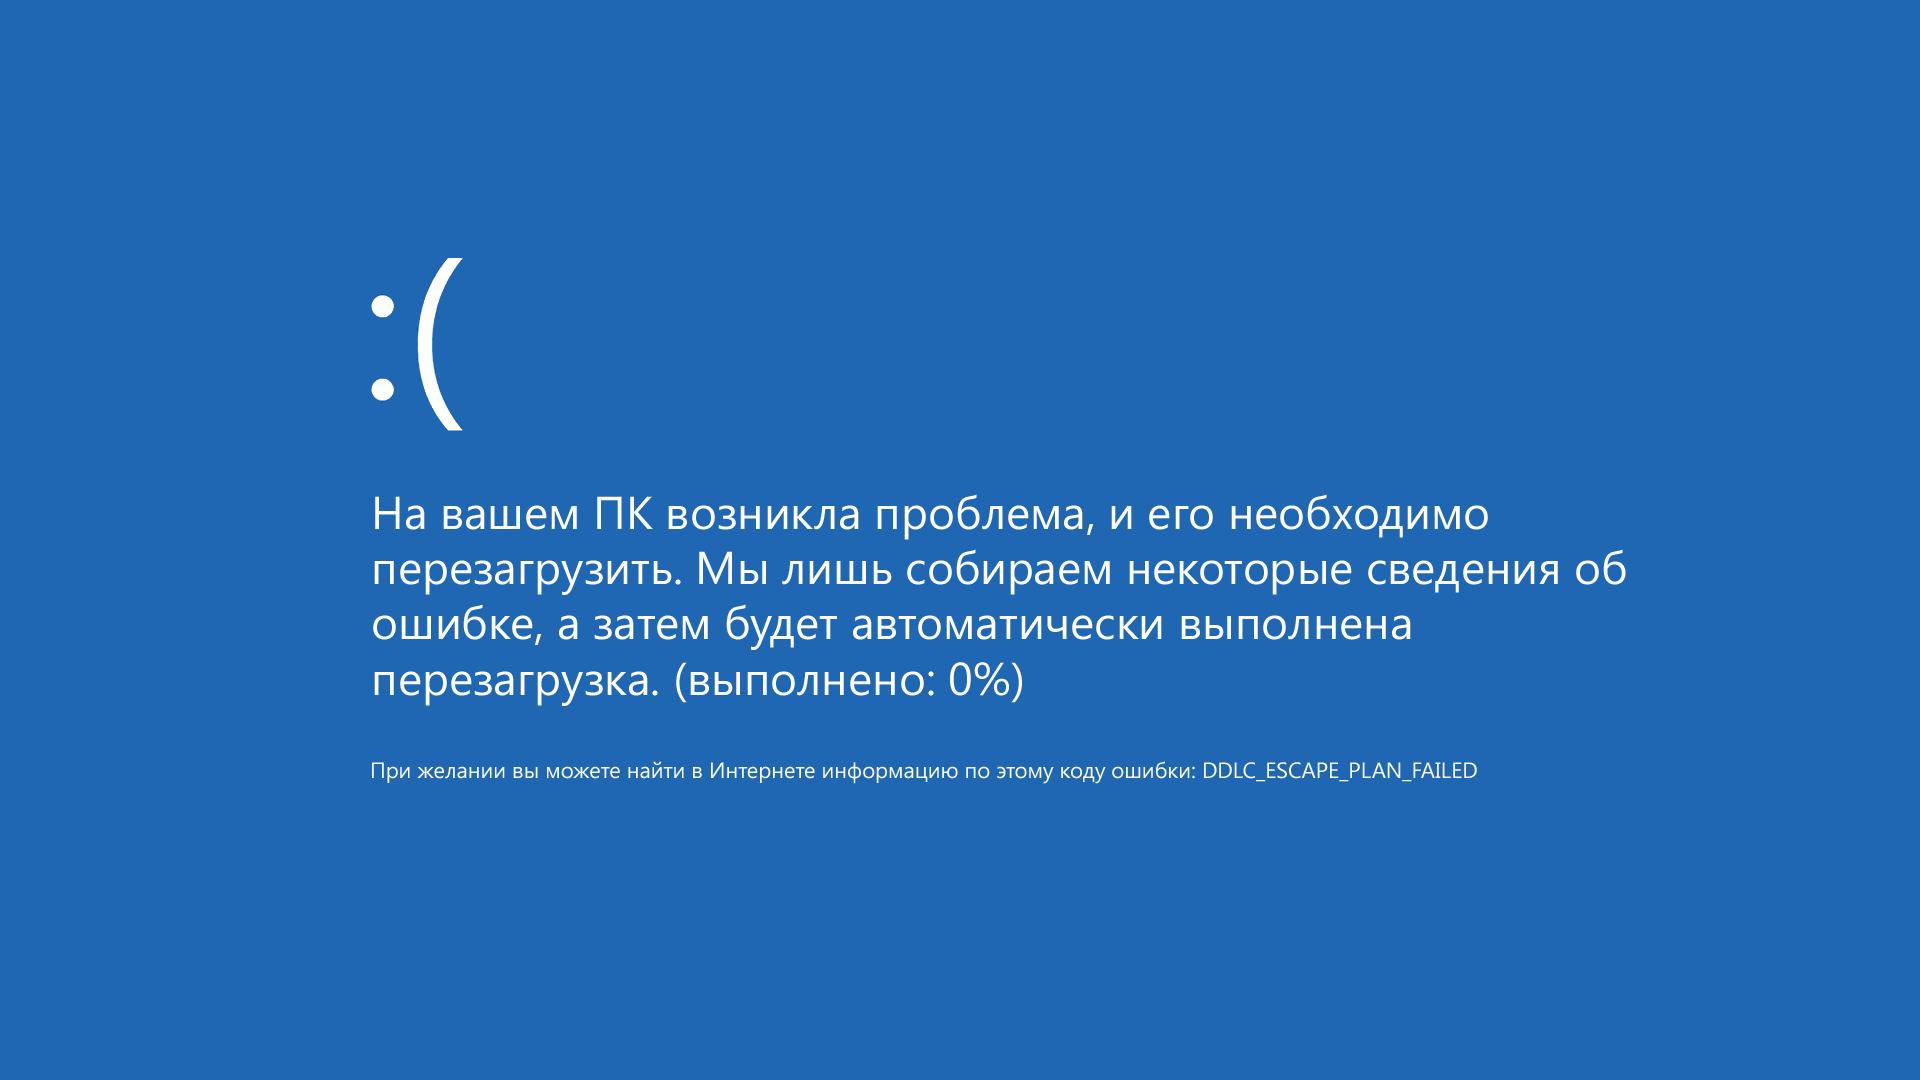 :(
На вашем ПК возникла проблема, и его необходимо
перезагрузить. Мы лишь собираем некоторые сведения об
ошибке, а затем будет автоматически выполнена
перезагрузка. (выполнено: 0%)
При желании вы можете найти в Интернете информацию по этому коду ошибки: DDLC_ESCAPE_PLAN_FAILED